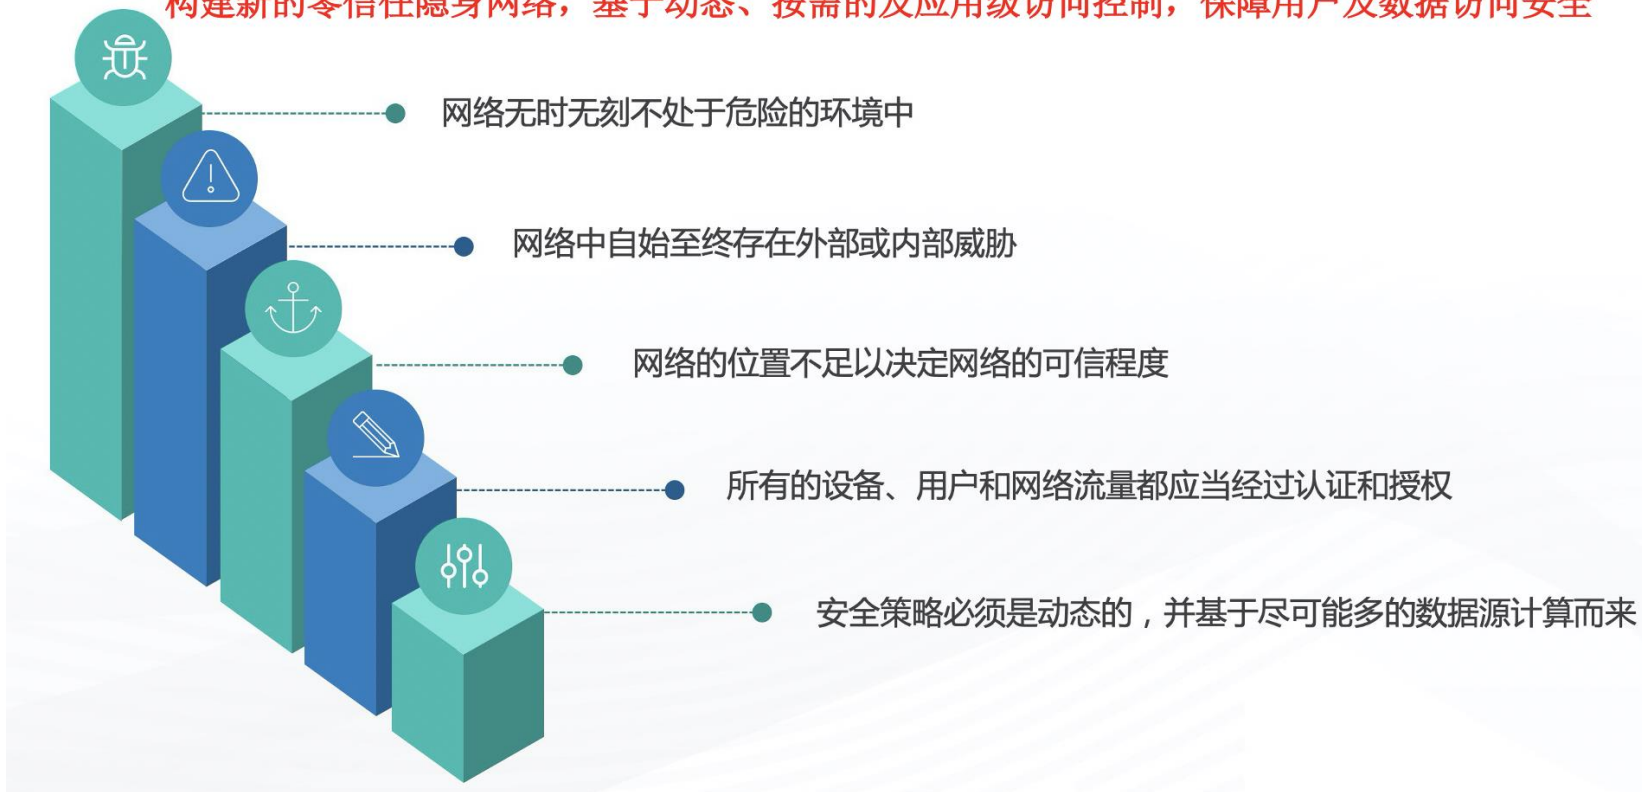 构建新的零信任隐身网络，基于动态、按需的及应用级访问控制，保障用户及数据访问安全
网络无时无刻不处于危险的环境中
网络中自始至终存在外部或内部威胁
网络的位置不足以决定网络的可信程度
所有的设备、用户和网络流量都应当经过认证和授权
安全策略必须是动态的，并基于尽可能多的数据源计算而来